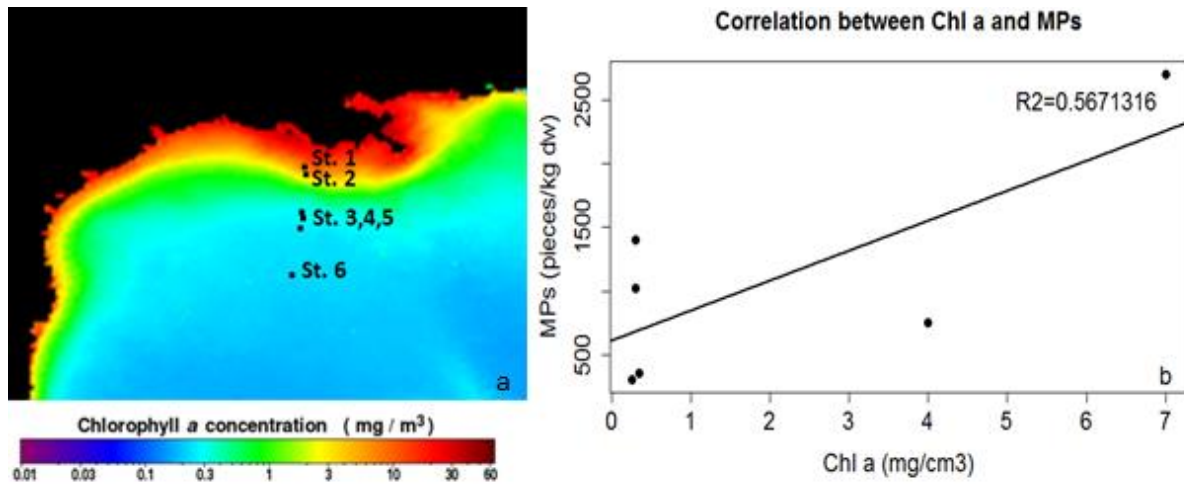 St. 1
St. 2
St. 3,4,5
St. 6
a
Chlorophyll a concentration ( mg / m³)
0.01 0.03 0.1 0.3 1 3 10 30 60
Correlation between Chl a and MPs
R2=0.5671316
MPs (pieces/kg dw)
2500
1500
500
b
0 1 2 3 4 5 6 7
Chl a (mg/cm3)